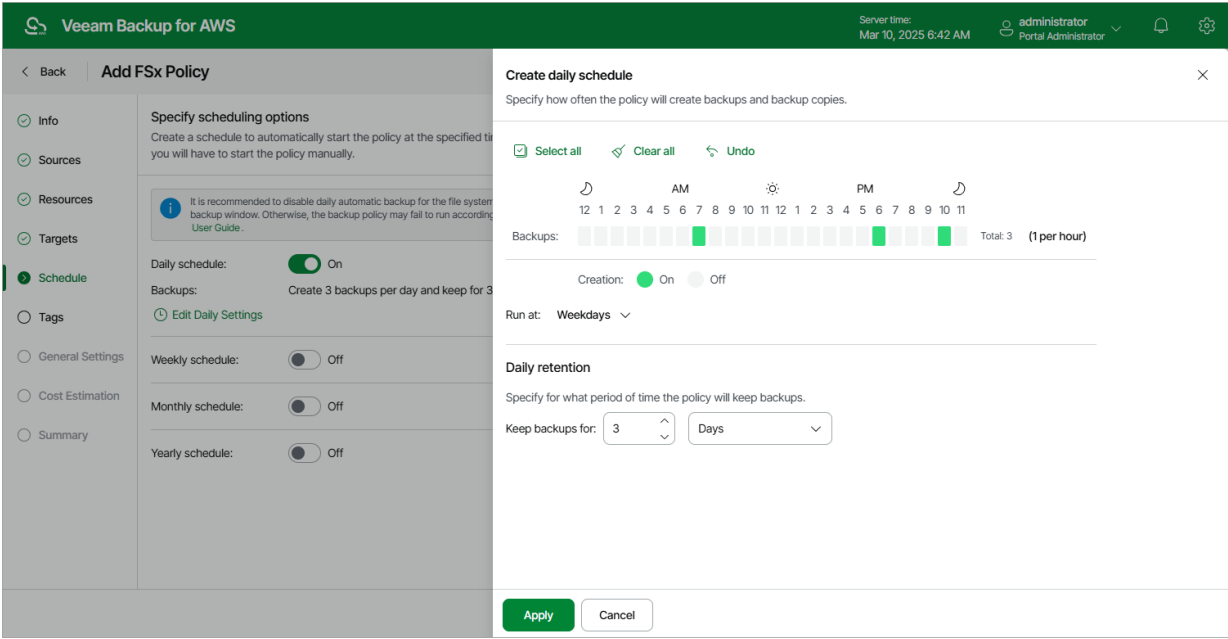 Veeam Backup for AWS
Server time:
Mar 10, 2025 6:42 AM
administrator
Portal Administrator
Back
Add FSx Policy
Info
Sources
Resources
Targets
Schedule
Tags
General Settings
Cost Estimation
Summary
Specify scheduling options
Create a schedule to automatically start the policy at the specified
you will have to start the policy manually.
It is recommended to disable daily automatic backup for the file system
backup window. Otherwise, the backup policy may fail to run according
User Guide.
Daily schedule: On
Backups: Create 3 backups per day and keep for 3
Edit Daily Settings
Weekly schedule: Off
Monthly schedule: Off
Yearly schedule: Off
Create daily schedule
Specify how often the policy will create backups and backup copies.
Select all Clear all Undo
AM PM
12 1 2 3 4 5 6 7 8 9 10 11 12 1 2 3 4 5 6 7 8 9 10 11
Backups: Total: 3 (1 per hour)
Creation: On Off
Run at: Weekdays
Daily retention
Specify for what period of time the policy will keep backups.
Keep backups for: 3 Days
Apply Cancel